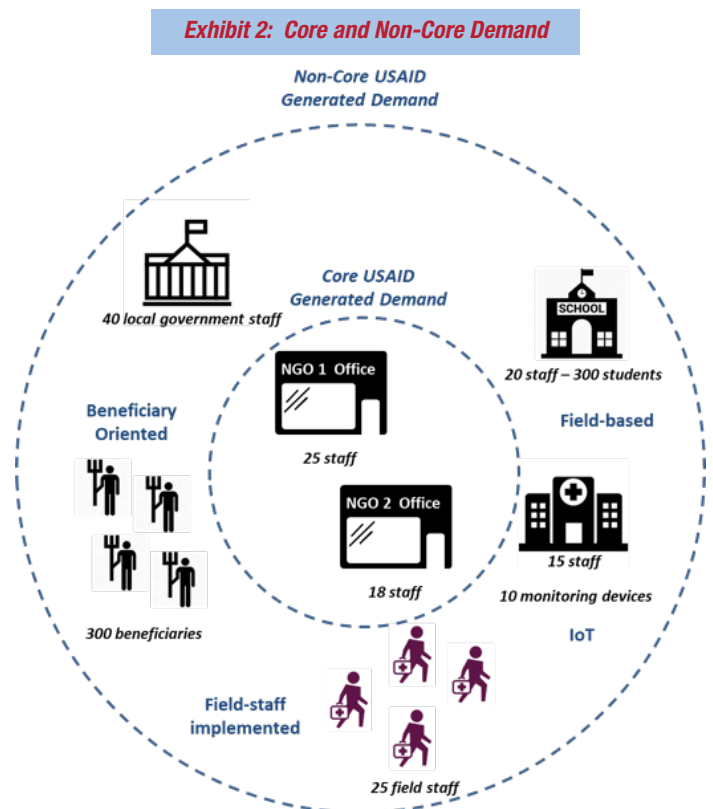 Exhibit 2: Core and Non-Core Demand
Non-Core USAID
Generated Demand
40 local government staff
Core USAID
Generated Demand
SCHOOL
20 staff – 300 students
NGO 1 Office
25 staff
Beneficiary
Oriented
Field-based
NGO 2 Office
18 staff
15 staff
10 monitoring devices
300 beneficiaries
IoT
Field-staff
implemented
25 field staff